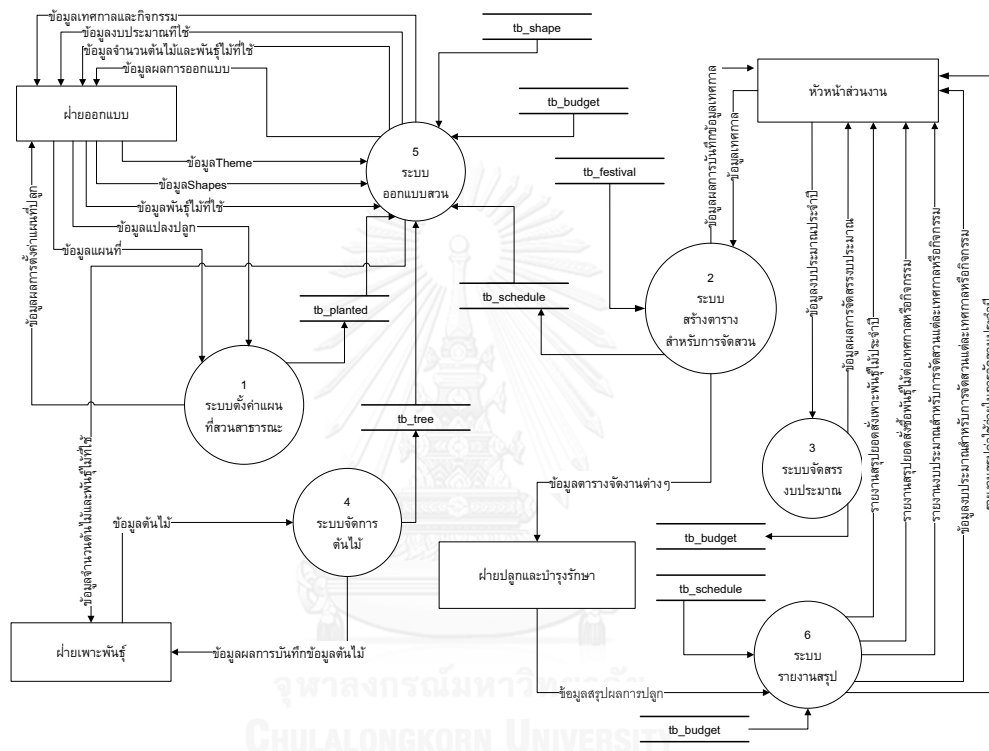 ข้อมูลเทศกาลและกิจกรรม
ข้อมูลงบประมาณที่ใช้
ข้อมูลจำนวนต้นไม้และพันธุ์ไม้ที่ใช้
ข้อมูลผลการออกแบบ
tb_shape
tb_budget
ฝ่ายออกแบบ
หัวหน้าส่วนงาน
5
ระบบ
ออกแบบสวน
ข้อมูลTheme
ข้อมูลShapes
ข้อมูลพันธุ์ไม้ที่ใช้
ข้อมูลแปลงปลูก
ข้อมูลแผนที่
ข้อมูลผลการตั้งค่าแผนที่ปลูก
tb_festival
ข้อมูลผลการบันทึกข้อมูลเทศกาล
ข้อมูลเทศกาล
tb_planted
tb_schedule
2
ระบบ
สร้างตาราง
สำหรับการจัดสวน
ข้อมูลงบประมาณประจำปี
ข้อมูลผลการจัดสรรงบประมาณ
รายงานสรุปยอดสั่งเพาะพันธุ์ไม้ประจำปี
รายงานสรุปยอดสั่งซื้อพันธุ์ไม้ต่อเทศกาลหรือกิจกรรม
รายงานงบประมาณสำหรับการจัดสวนแต่ละเทศกาลหรือกิจกรรม
ข้อมูลงบประมาณสำหรับการจัดสวนแต่ละเทศกาลหรือกิจกรรม
1
ระบบตั้งค่าแผน
ที่สวนสาธารณะ
tb_tree
3
ระบบจัดสรร
งบประมาณ
ข้อมูลจำนวนต้นไม้และพันธุ์ไม้ที่ใช้
ข้อมูลต้นไม้
4
ระบบจัดการ
ต้นไม้
ข้อมูลตารางจัดงานต่างๆ
tb_budget
ฝ่ายปลูกและบำรุงรักษา
tb_schedule
ฝ่ายเพาะพันธุ์
ข้อมูลผลการบันทึกข้อมูลต้นไม้
6
ระบบ
รายงานสรุป
จุฬาลงกรณ์มหาวิทยาลัย
ข้อมูลสรุปผลการปลูก
tb_budget
CHULALONGKORN UNIVERSITY